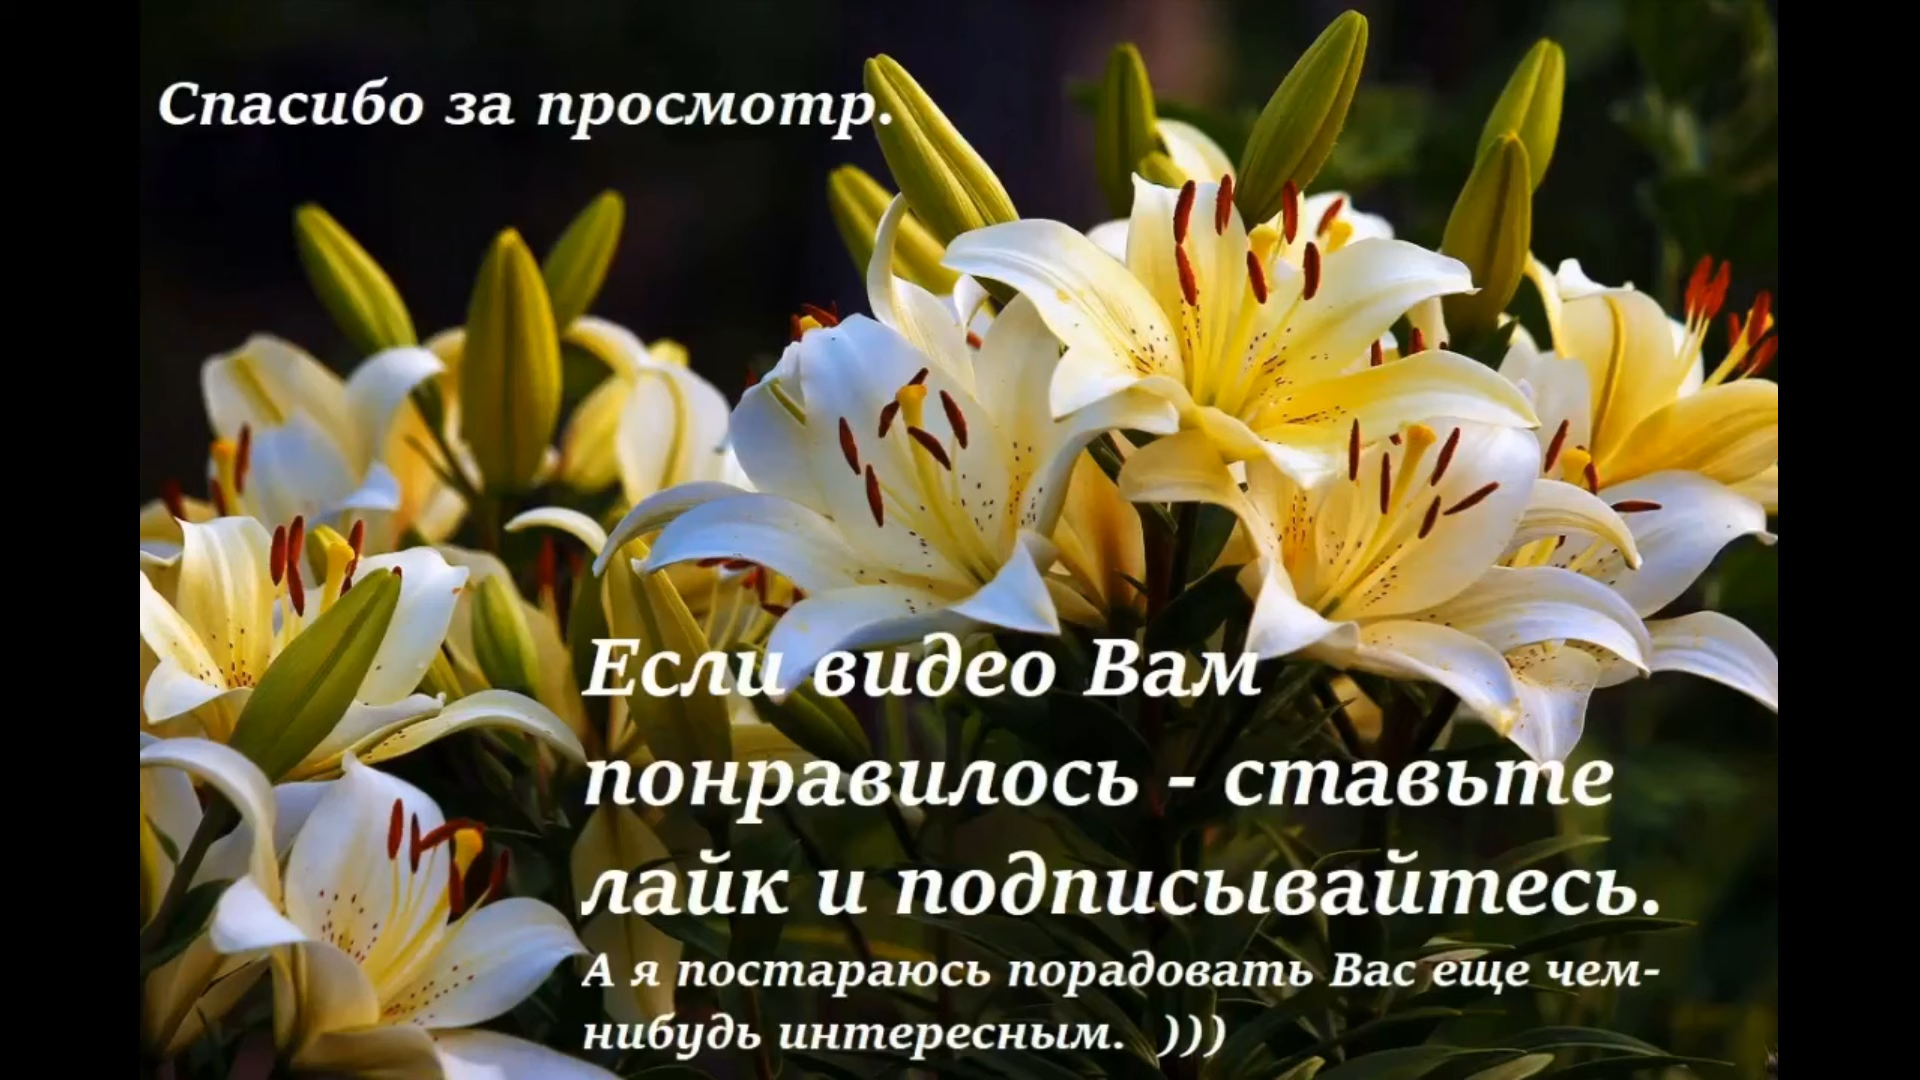 Спасибо за просмотр.
Если видео Вам
понравилось - ставьте
лайк и подписывайтесь.
А я постараюсь порадовать Вас еще чем-
нибудь интересным. )))